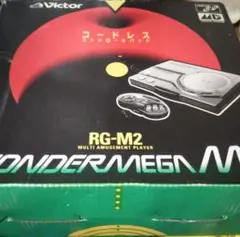 Victor
コードレス
RG-M2
MULTI AMUSEMENT PLAYER
ONDERMEGA M